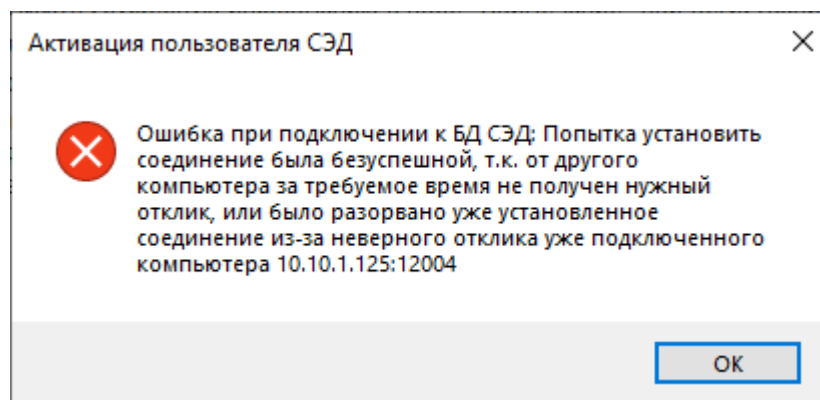 Активация пользователя СЭД
Ошибка при подключении к БД СЭД: Попытка установить
соединение была безуспешной, т.к. от другого
компьютера за требуемое время не получен нужный
отклик, или было разорвано уже установленное
соединение из-за неверного отклика уже подключенного
компьютера 10.10.1.125:12004
ОК